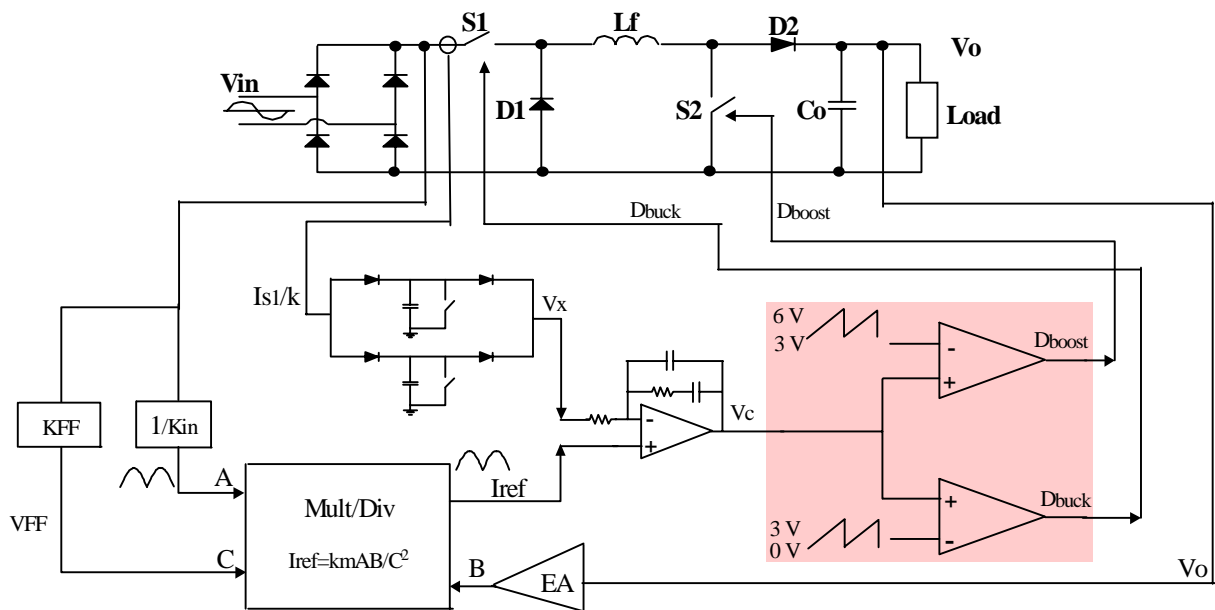 S1
Lf
D2
Vo
Vin
D1
S2
Co
Load
Dbuck
Dboost
Is1/k
Vx
6 V
3 V
Dboost
-
+
KFF
1/Kin
-
+
Vc
A
Iref
Mult/Div
VFF
+
-
Dbuck
3 V
0 V
C
Iref=kmAB/C²
B
EA
Vo